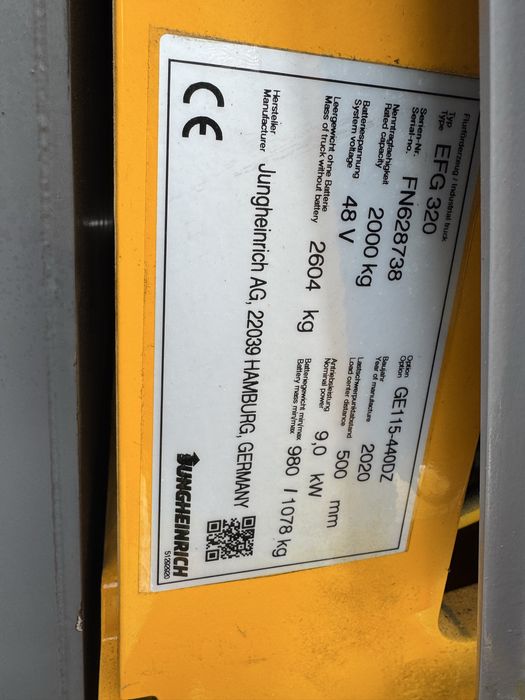 Flurförderzeug / Industrial truck
Typ
Type EFG 320 Option
Option GE115-440DZ
Serien-Nr.
Serial-no. FN628738 Baujahr
Year of manufacture 2020
Nenntragfaehigkeit
Rated capacity 2000 kg Lastschwerpunktabstand
Load center distance 500 mm
Batteriespannung
System voltage 48 V Antriebsleistung
Nominal power 9,0 kW
Leergewicht ohne Batterie
Mass of truck without battery 2604 kg Batteriegewicht min/max
Battery mass min/max 980 / 1078 kg
Hersteller
Manufacturer Jungheinrich AG, 22039 HAMBURG, GERMANY
CE
JUNGHEINRICH